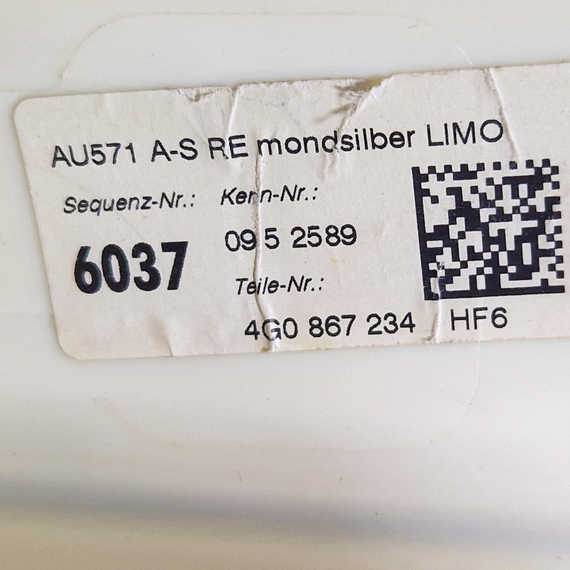 AU571 A-S RE mondsilber LIMO
Sequenz-Nr.: Kenn-Nr.:
6037 09 5 2589
Teile-Nr.:
4G0 867 234 HF6